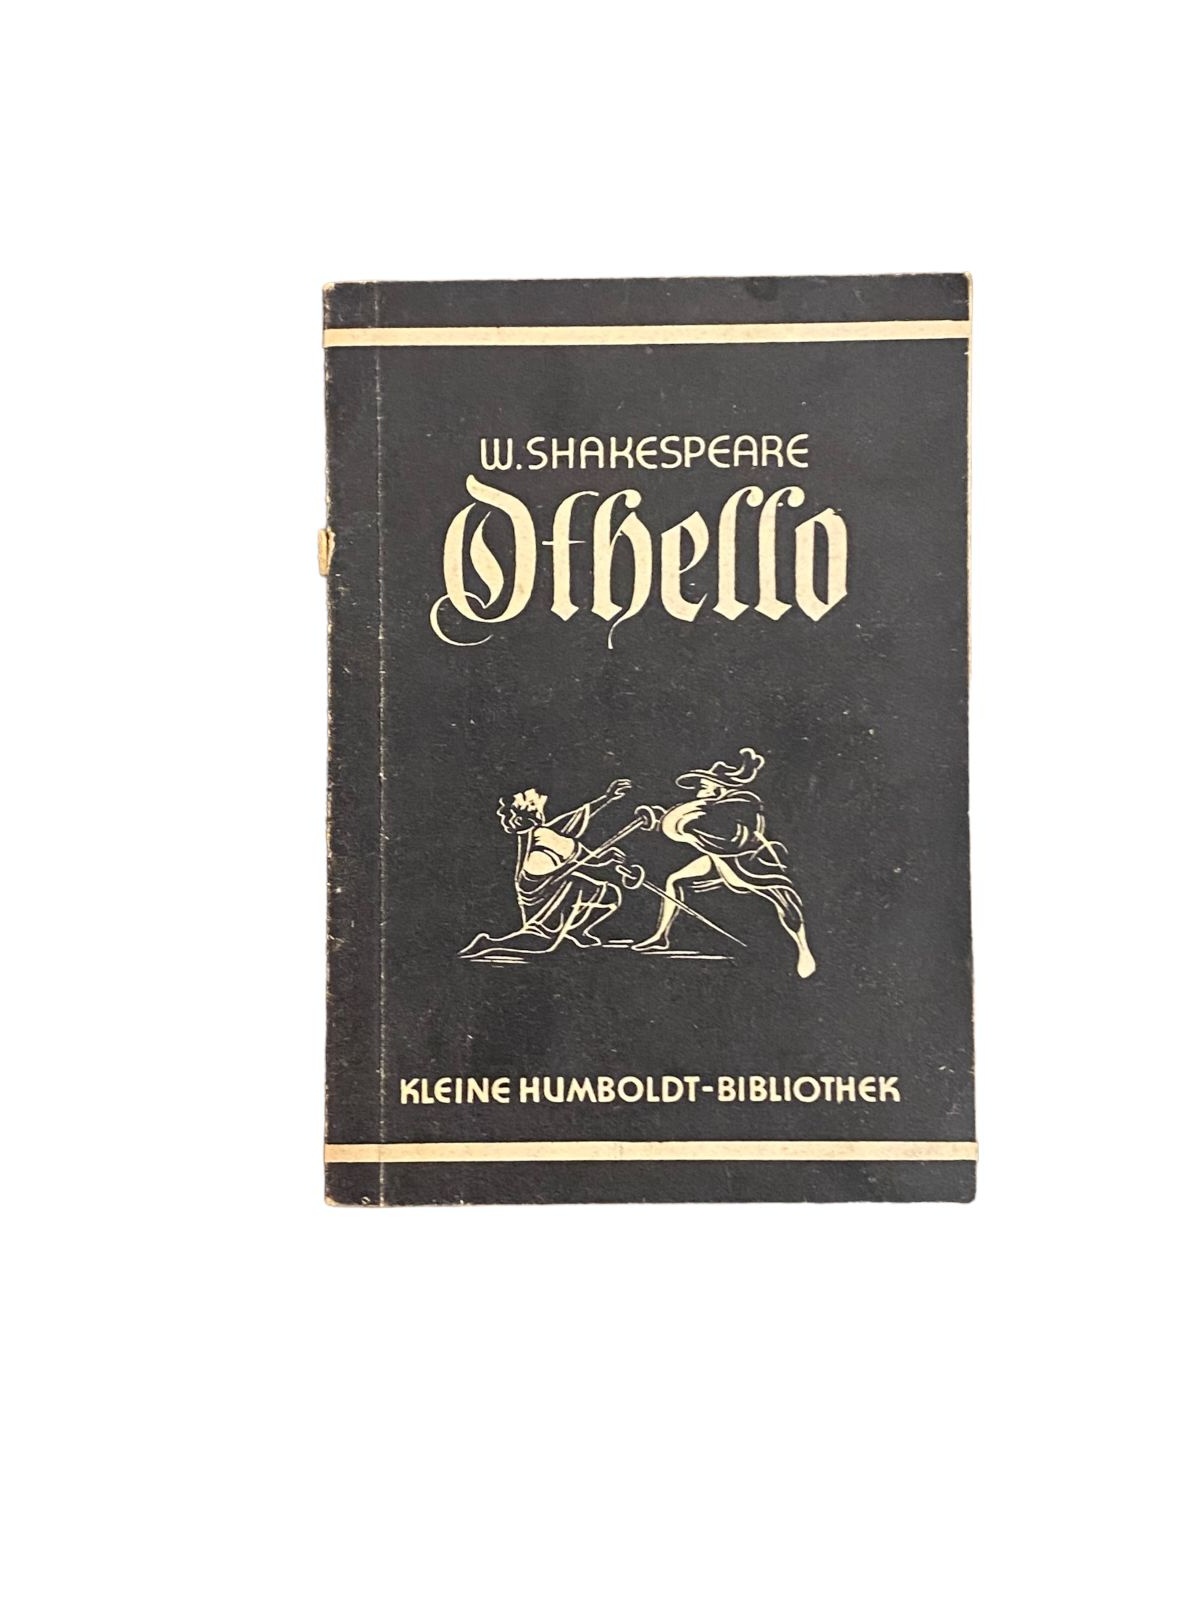 W. SHAKESPEARE
Othello
KLEINE HUMBOLDT-BIBLIOTHEK